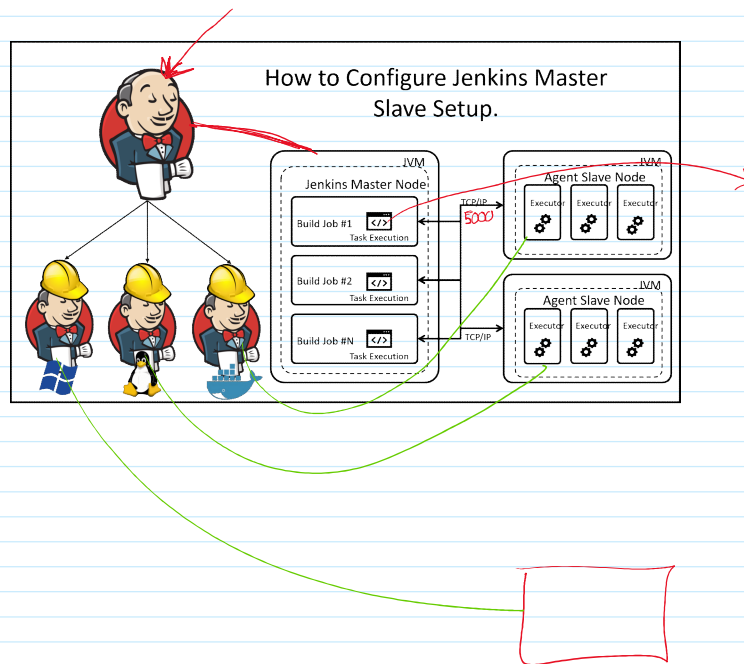 How to Configure Jenkins Master
Slave Setup.
JVM
Jenkins Master Node
Build Job #1
</>
Task Execution
Build Job #2
</>
Task Execution
Build Job #N
</>
Task Execution
TCP/IP
5000
TCP/IP
JVM
Agent Slave Node
Executor Executor Executor
JVM
Agent Slave Node
Executor Executor Executor